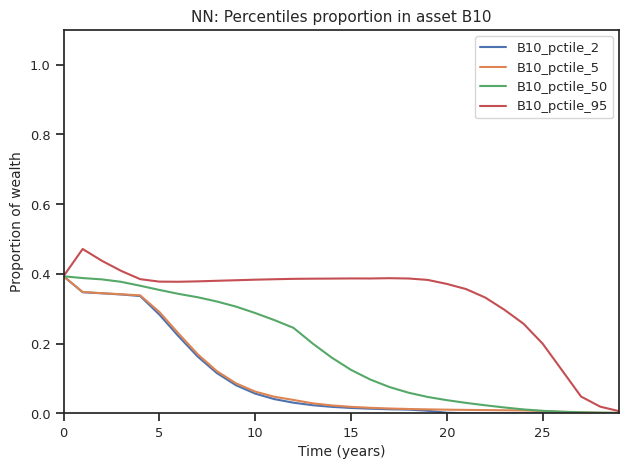 NN: Percentiles proportion in asset B10
B10_pctile_2
B10_pctile_5
B10_pctile_50
B10_pctile_95
1.0
0.8
0.6
0.4
0.2
0.0
Proportion of wealth
0 5 10 15 20 25
Time (years)